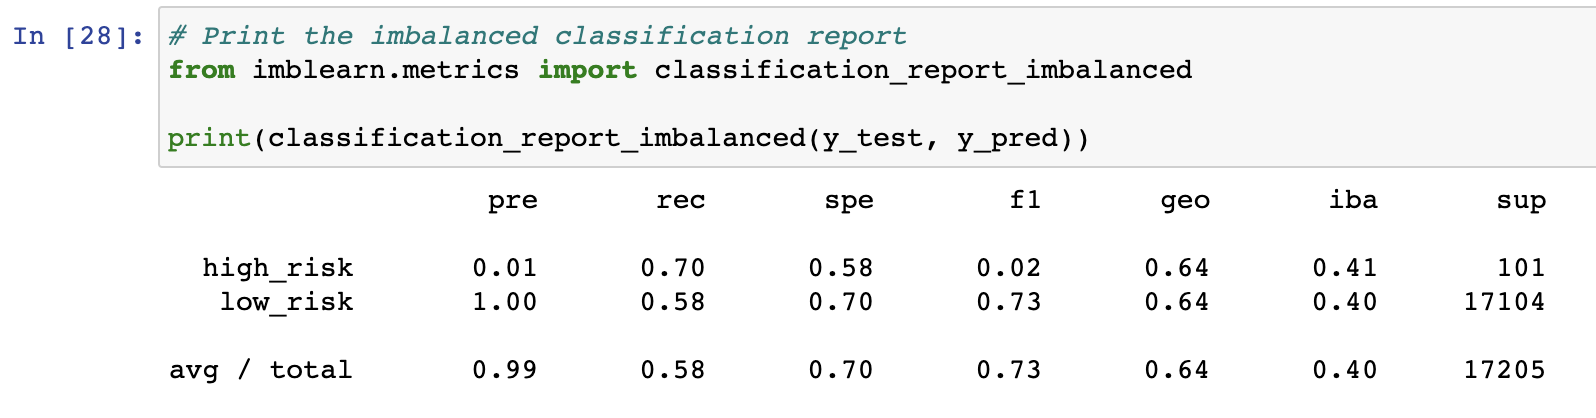 In [28]: # Print the imbalanced classification report
from imblearn.metrics import classification_report_imbalanced
print(classification_report_imbalanced(y_test, y_pred))
pre rec spe f1 geo iba sup
high_risk 0.01 0.70 0.58 0.02 0.64 0.41 101
low_risk 1.00 0.58 0.70 0.73 0.64 0.40 17104
avg / total 0.99 0.58 0.70 0.73 0.64 0.40 17205